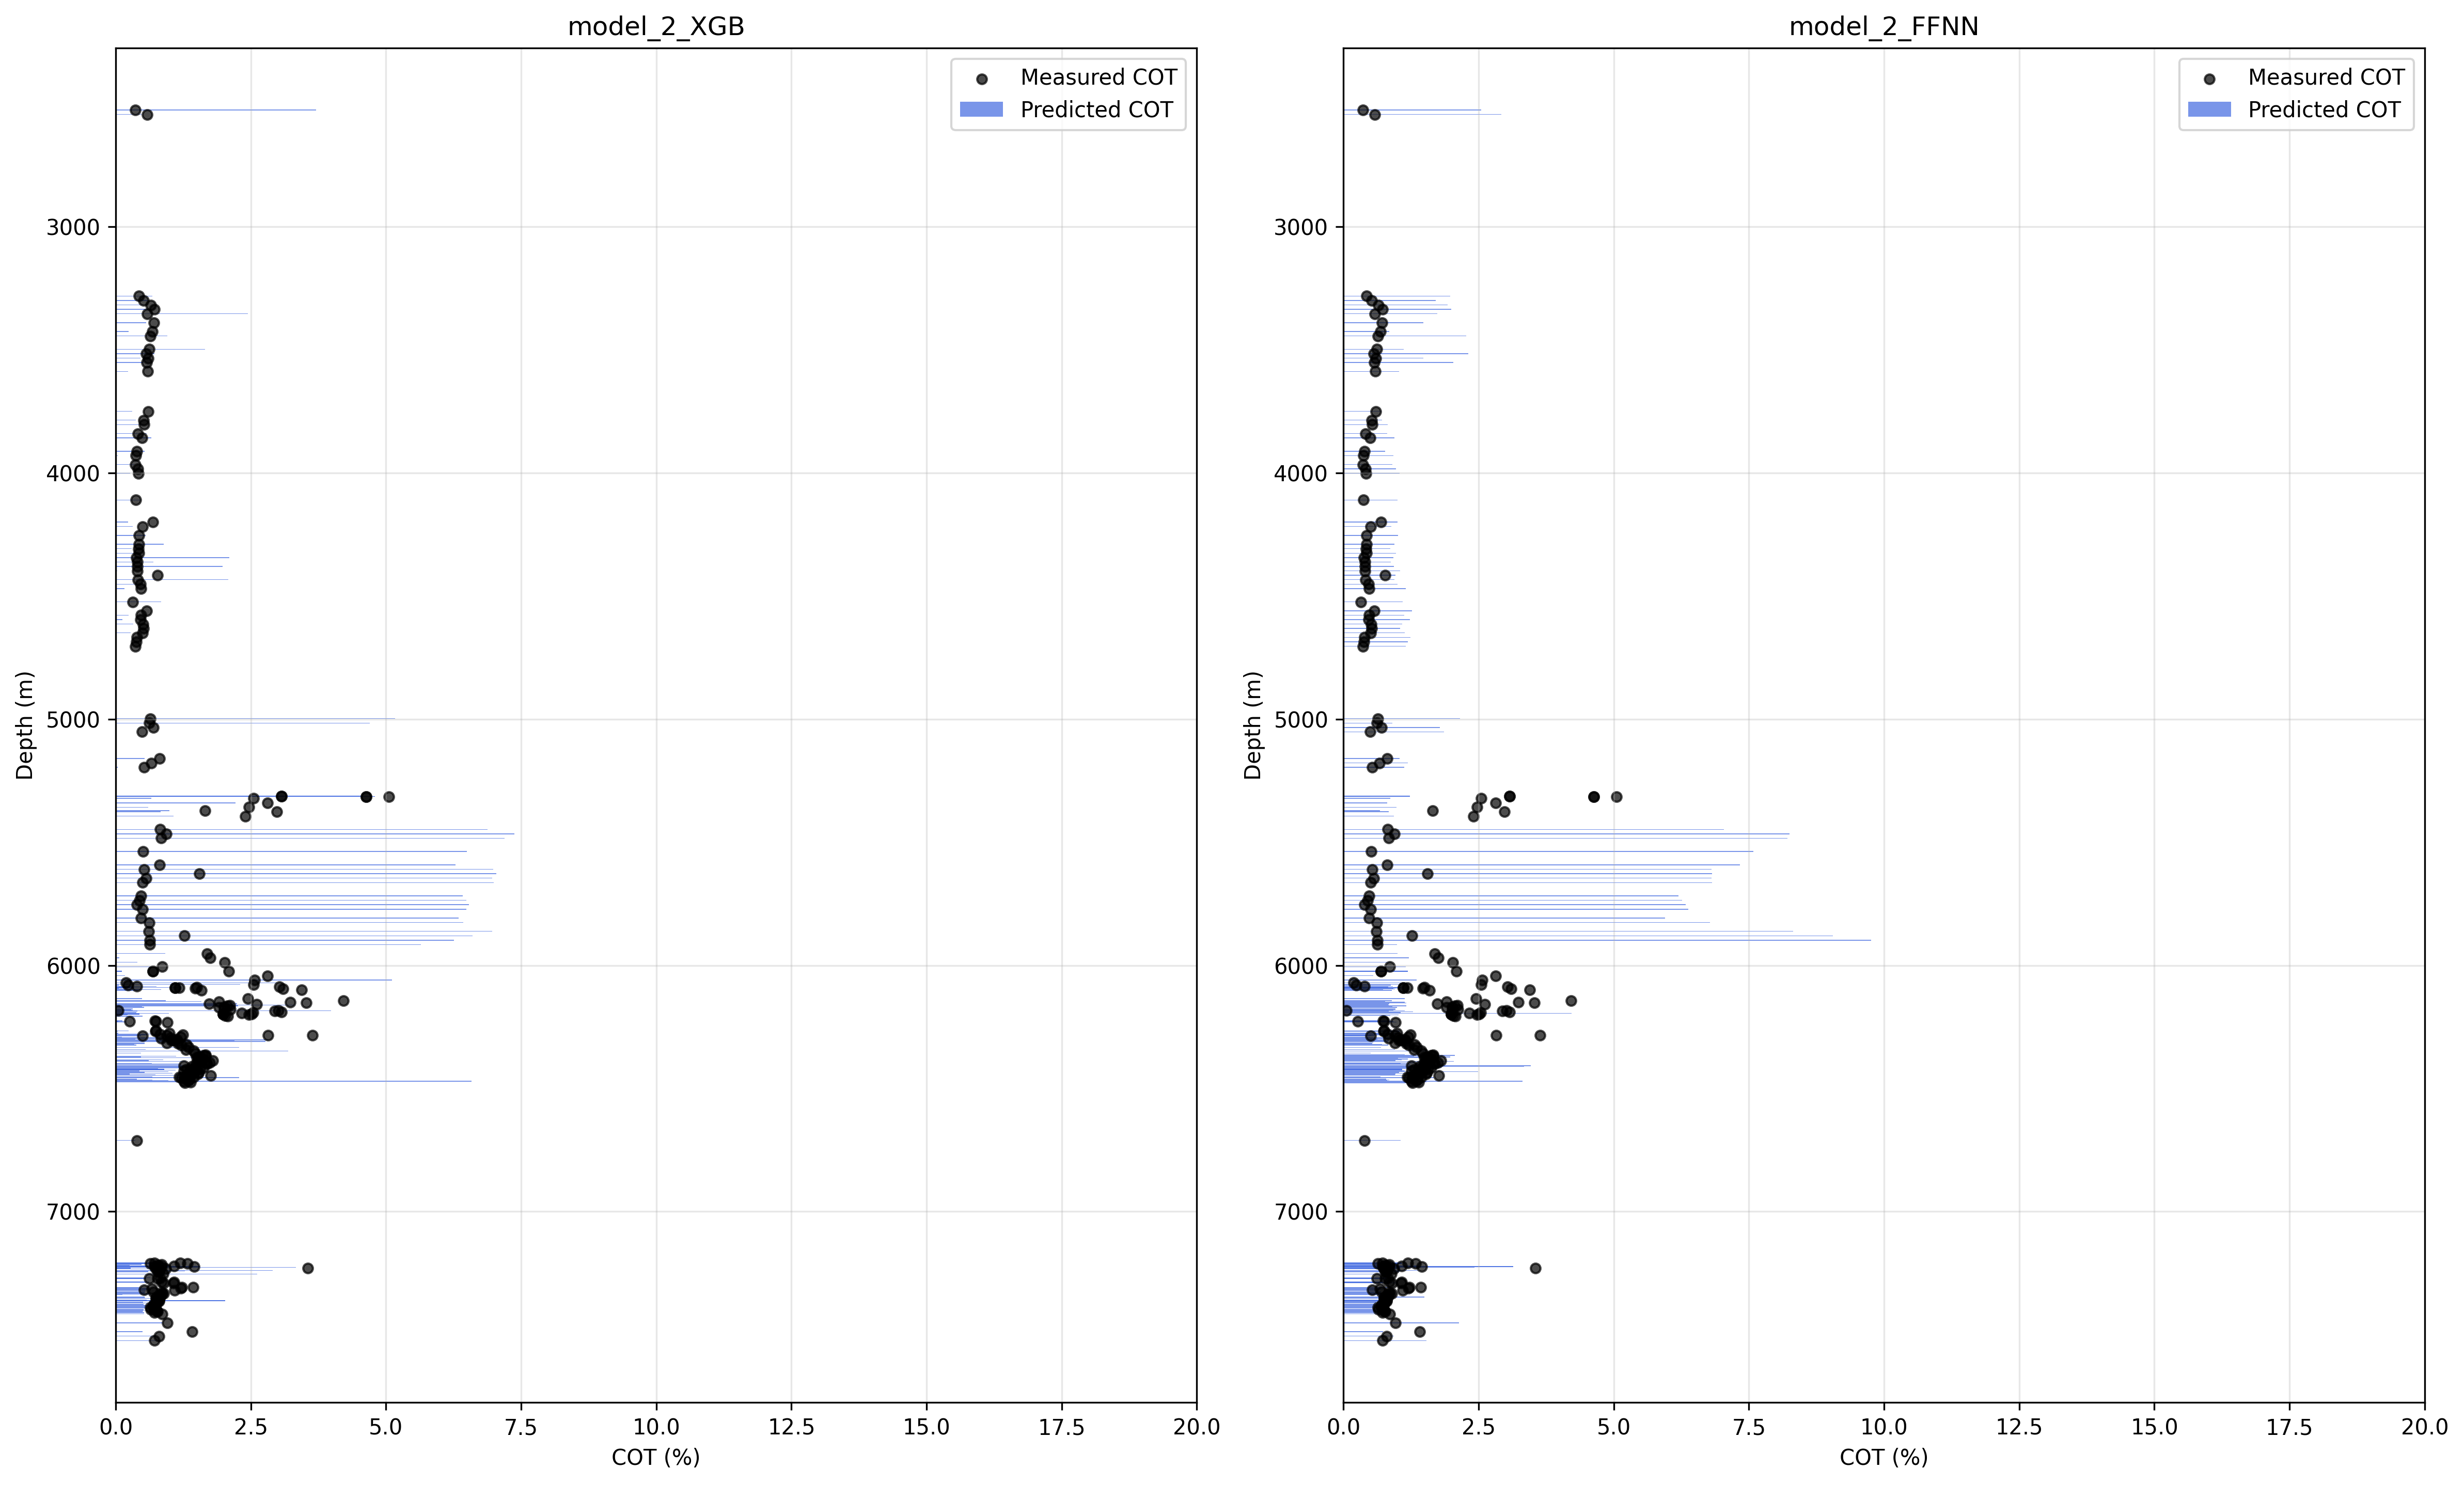 model_2_XGB
Measured COT
Predicted COT
Depth (m)
3000
4000
5000
6000
7000
0.0 2.5 5.0 7.5 10.0 12.5 15.0 17.5 20.0
COT (%)
model_2_FFNN
Measured COT
Predicted COT
Depth (m)
3000
4000
5000
6000
7000
0.0 2.5 5.0 7.5 10.0 12.5 15.0 17.5 20.0
COT (%)